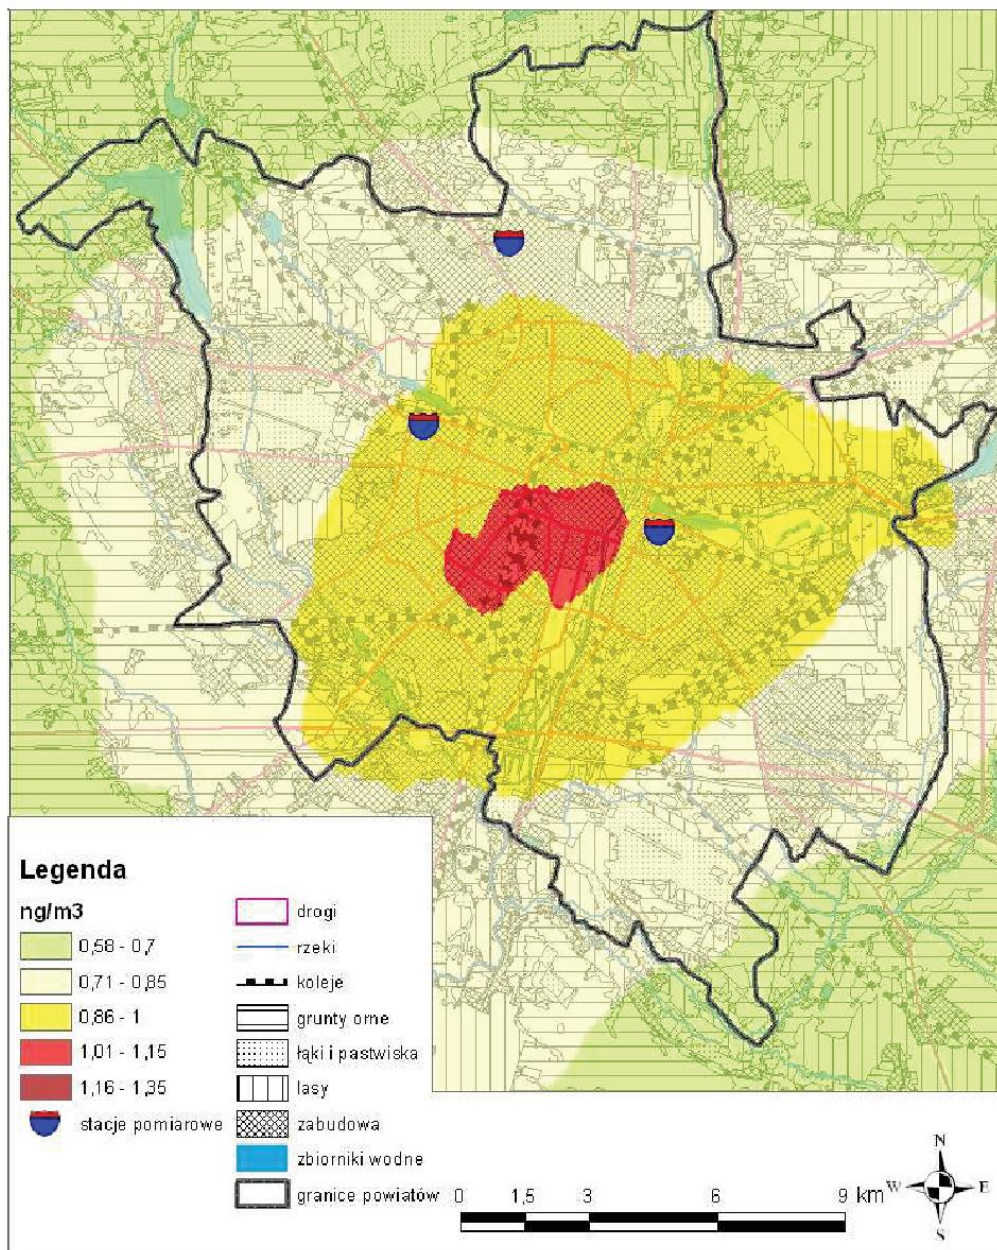 Legenda
ng/m3
0,58 - 0,7
0,71 - 0,85
0,86 - 1
1,01 - 1,15
1,16 - 1,35
stacje pomiarowe
drogi
rzeki
koleje
grunty orne
łąki i pastwiska
lasy
zabudowa
zbiorniki wodne
granice powiatów
0 1,5 3 6 9 km
N
W E
S